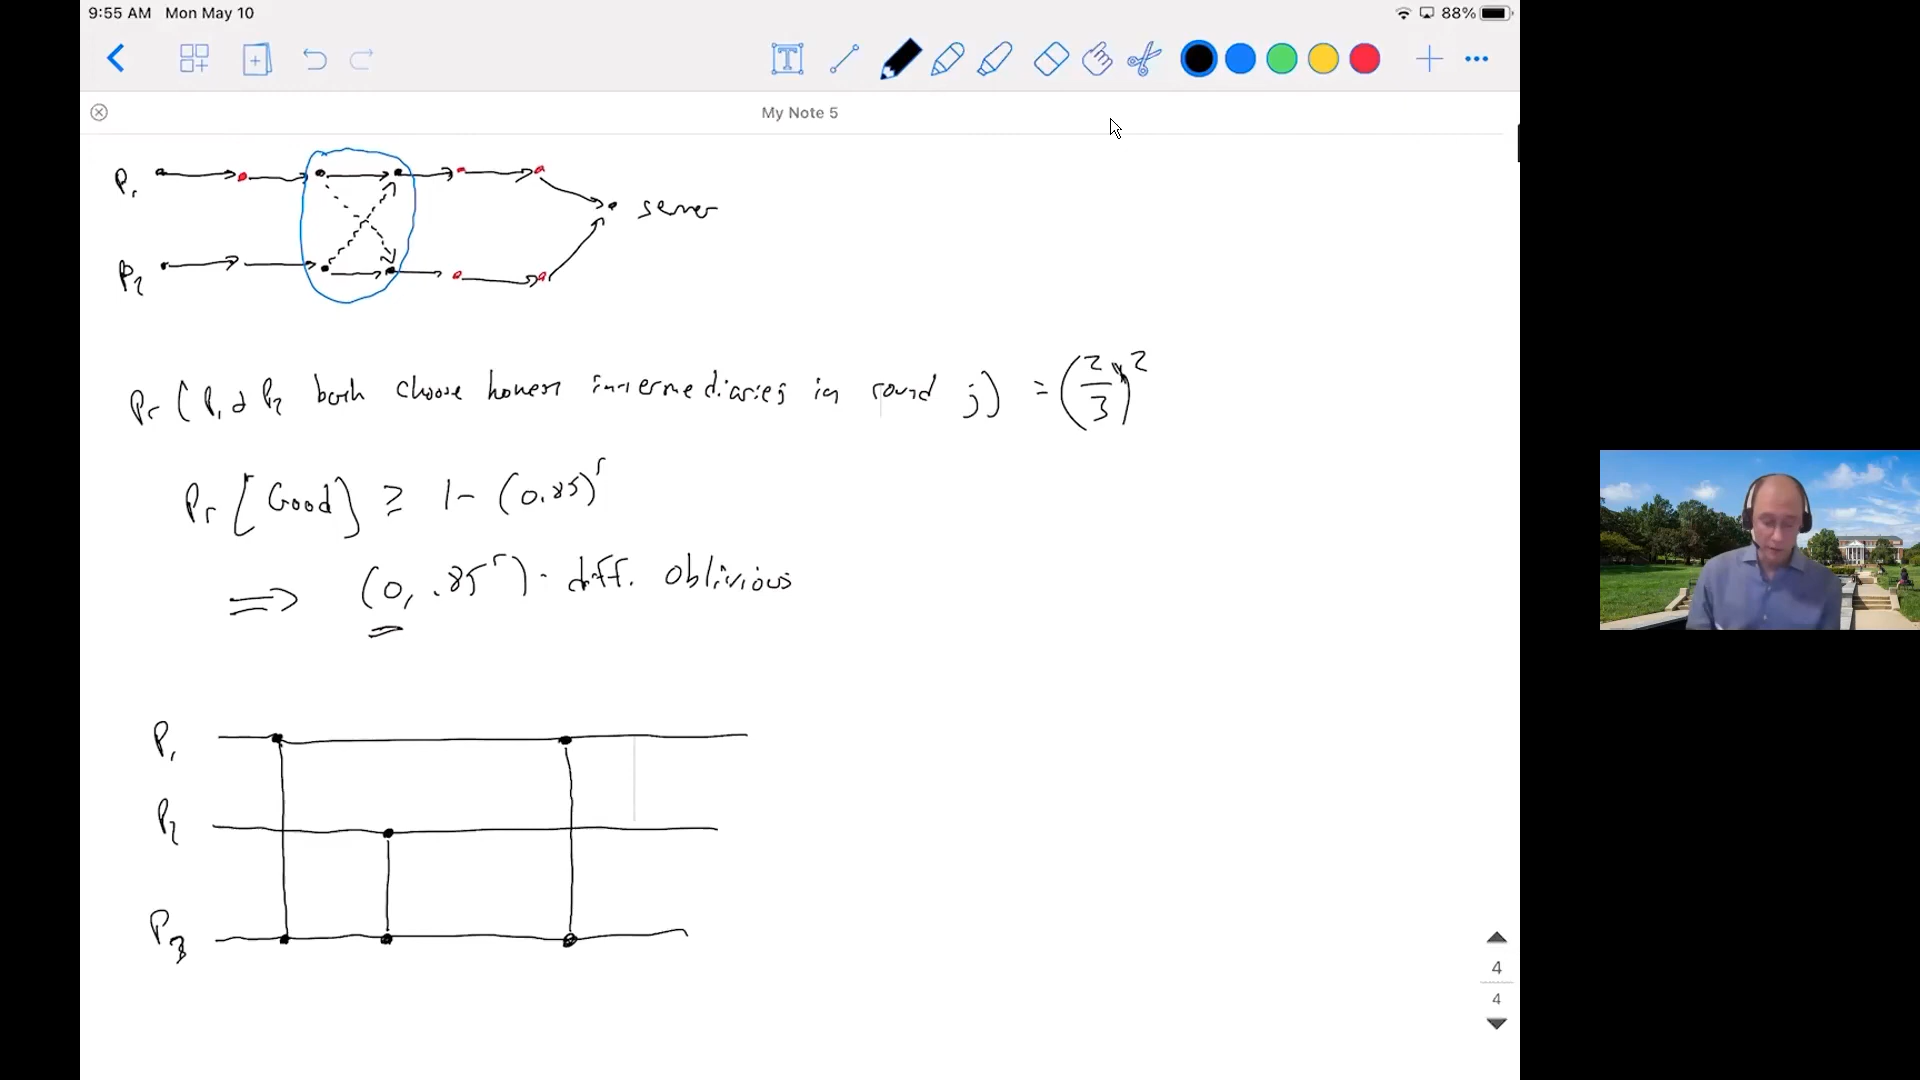 9:55 AM Mon May 10
88%
My Note 5
P₁
server
P₂
Pr (P₁ & P₂ both choose honest intermediaries in round j) = (2/3)^2
Pr [Good] ≥ 1 - (0.85)^r
⟹ (0, .85^r) - diff. oblivious
P₁
P₂
P₃
4
4